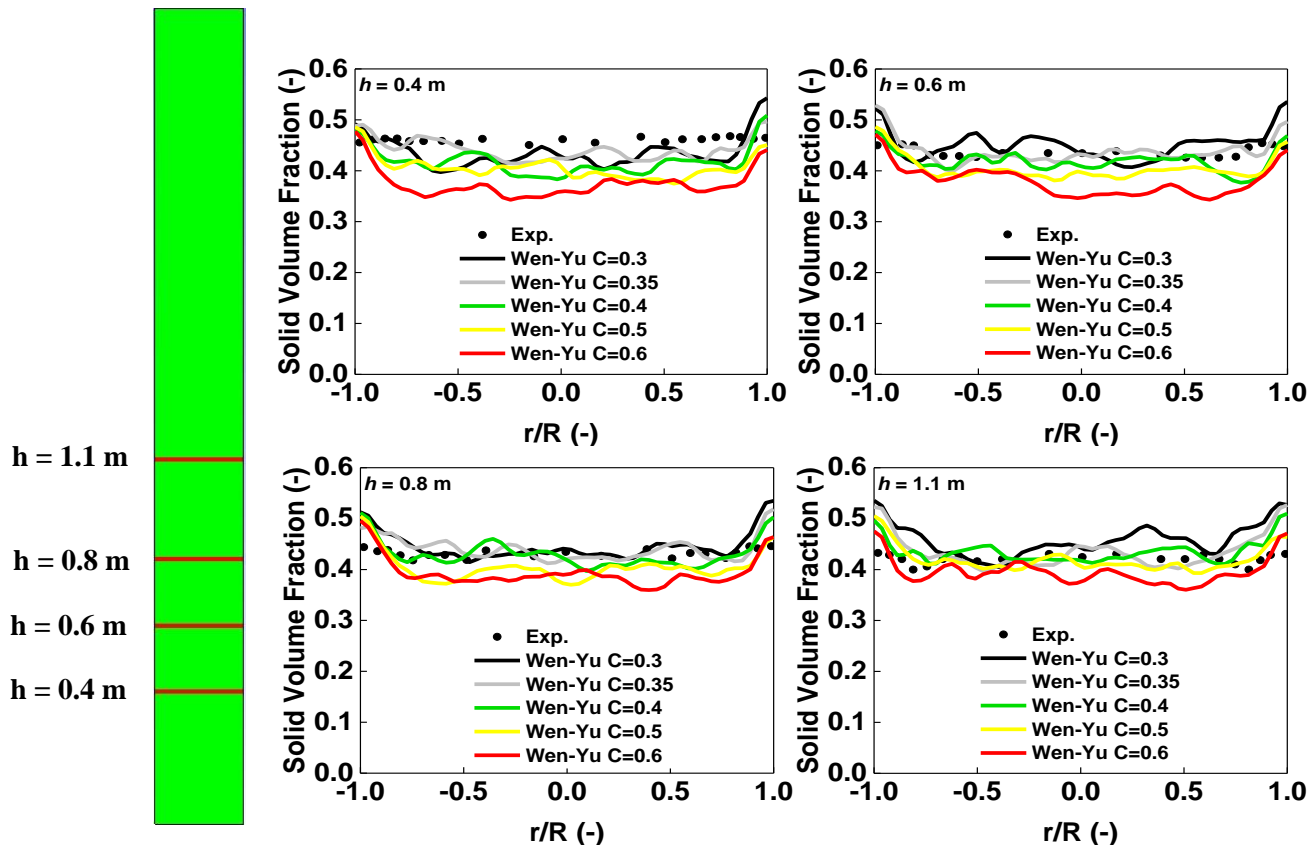 h = 1.1 m
h = 0.8 m
h = 0.6 m
h = 0.4 m
h = 0.4 m
Solid Volume Fraction (-)
0.6
0.5
0.4
0.3
0.2
0.1
0.0
Exp.
Wen-Yu C=0.3
Wen-Yu C=0.35
Wen-Yu C=0.4
Wen-Yu C=0.5
Wen-Yu C=0.6
-1.0 -0.5 0.0 0.5 1.0
r/R (-)
h = 0.6 m
Solid Volume Fraction (-)
0.6
0.5
0.4
0.3
0.2
0.1
0.0
Exp.
Wen-Yu C=0.3
Wen-Yu C=0.35
Wen-Yu C=0.4
Wen-Yu C=0.5
Wen-Yu C=0.6
-1.0 -0.5 0.0 0.5 1.0
r/R (-)
h = 0.8 m
Solid Volume Fraction (-)
0.6
0.5
0.4
0.3
0.2
0.1
0.0
Exp.
Wen-Yu C=0.3
Wen-Yu C=0.35
Wen-Yu C=0.4
Wen-Yu C=0.5
Wen-Yu C=0.6
-1.0 -0.5 0.0 0.5 1.0
r/R (-)
h = 1.1 m
Solid Volume Fraction (-)
0.6
0.5
0.4
0.3
0.2
0.1
0.0
Exp.
Wen-Yu C=0.3
Wen-Yu C=0.35
Wen-Yu C=0.4
Wen-Yu C=0.5
Wen-Yu C=0.6
-1.0 -0.5 0.0 0.5 1.0
r/R (-)